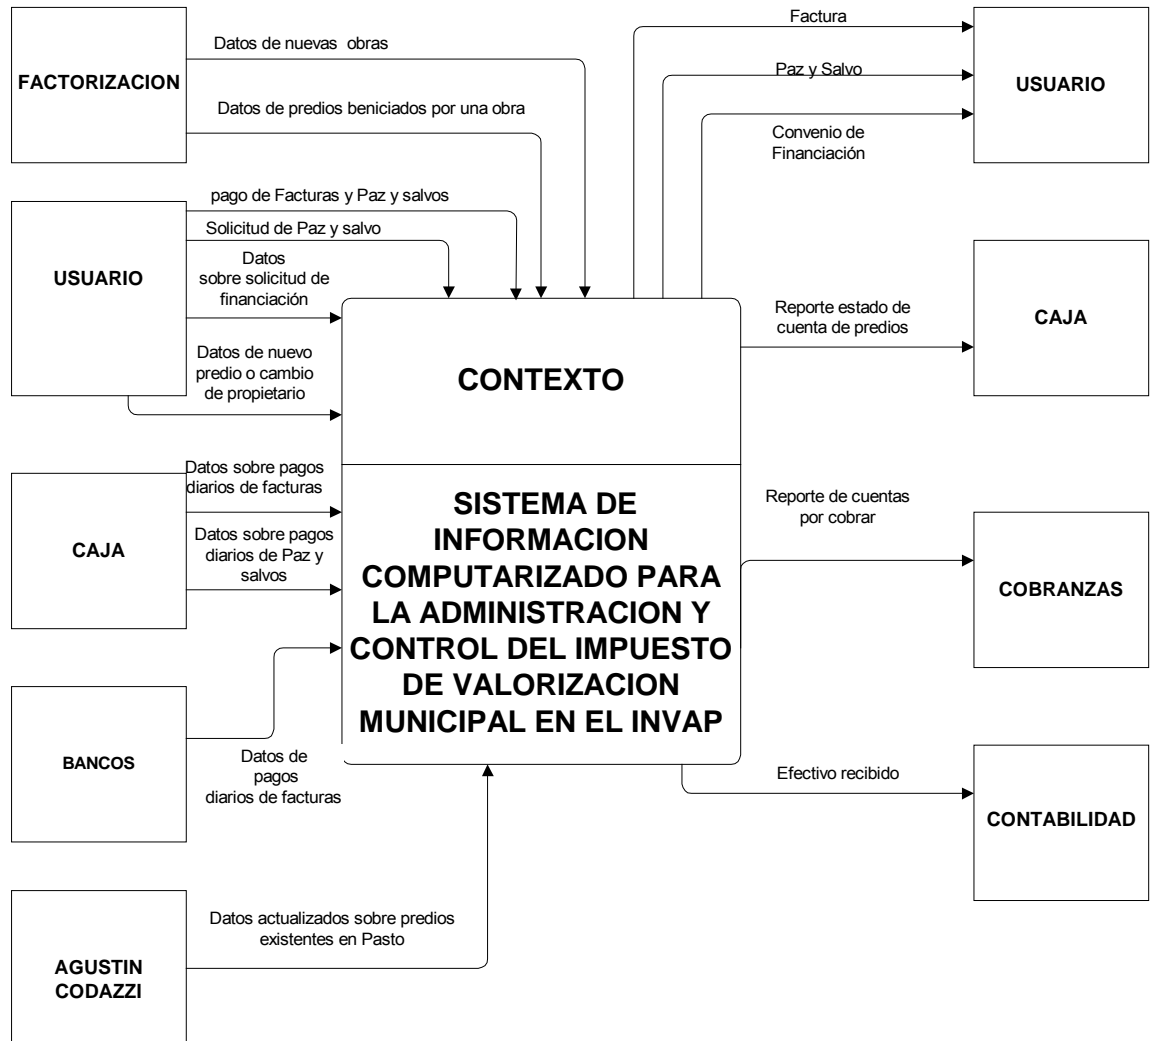 FACTORIZACION
Datos de nuevas obras
Datos de predios beniciados por una obra
USUARIO
pago de Facturas y Paz y salvos
Solicitud de Paz y salvo
Datos
sobre solicitud de
financiación
Datos de nuevo
predio o cambio
de propietario
CAJA
Datos sobre pagos
diarios de facturas
Datos sobre pagos
diarios de Paz y
salvos
BANCOS
Datos de
pagos
diarios de facturas
AGUSTIN
CODAZZI
Datos actualizados sobre predios
existentes en Pasto
CONTEXTO
SISTEMA DE
INFORMACION
COMPUTARIZADO PARA
LA ADMINISTRACION Y
CONTROL DEL IMPUESTO
DE VALORIZACION
MUNICIPAL EN EL INVAP
Factura
Paz y Salvo
Convenio de
Financiación
USUARIO
Reporte estado de
cuenta de predios
CAJA
Reporte de cuentas
por cobrar
COBRANZAS
Efectivo recibido
CONTABILIDAD